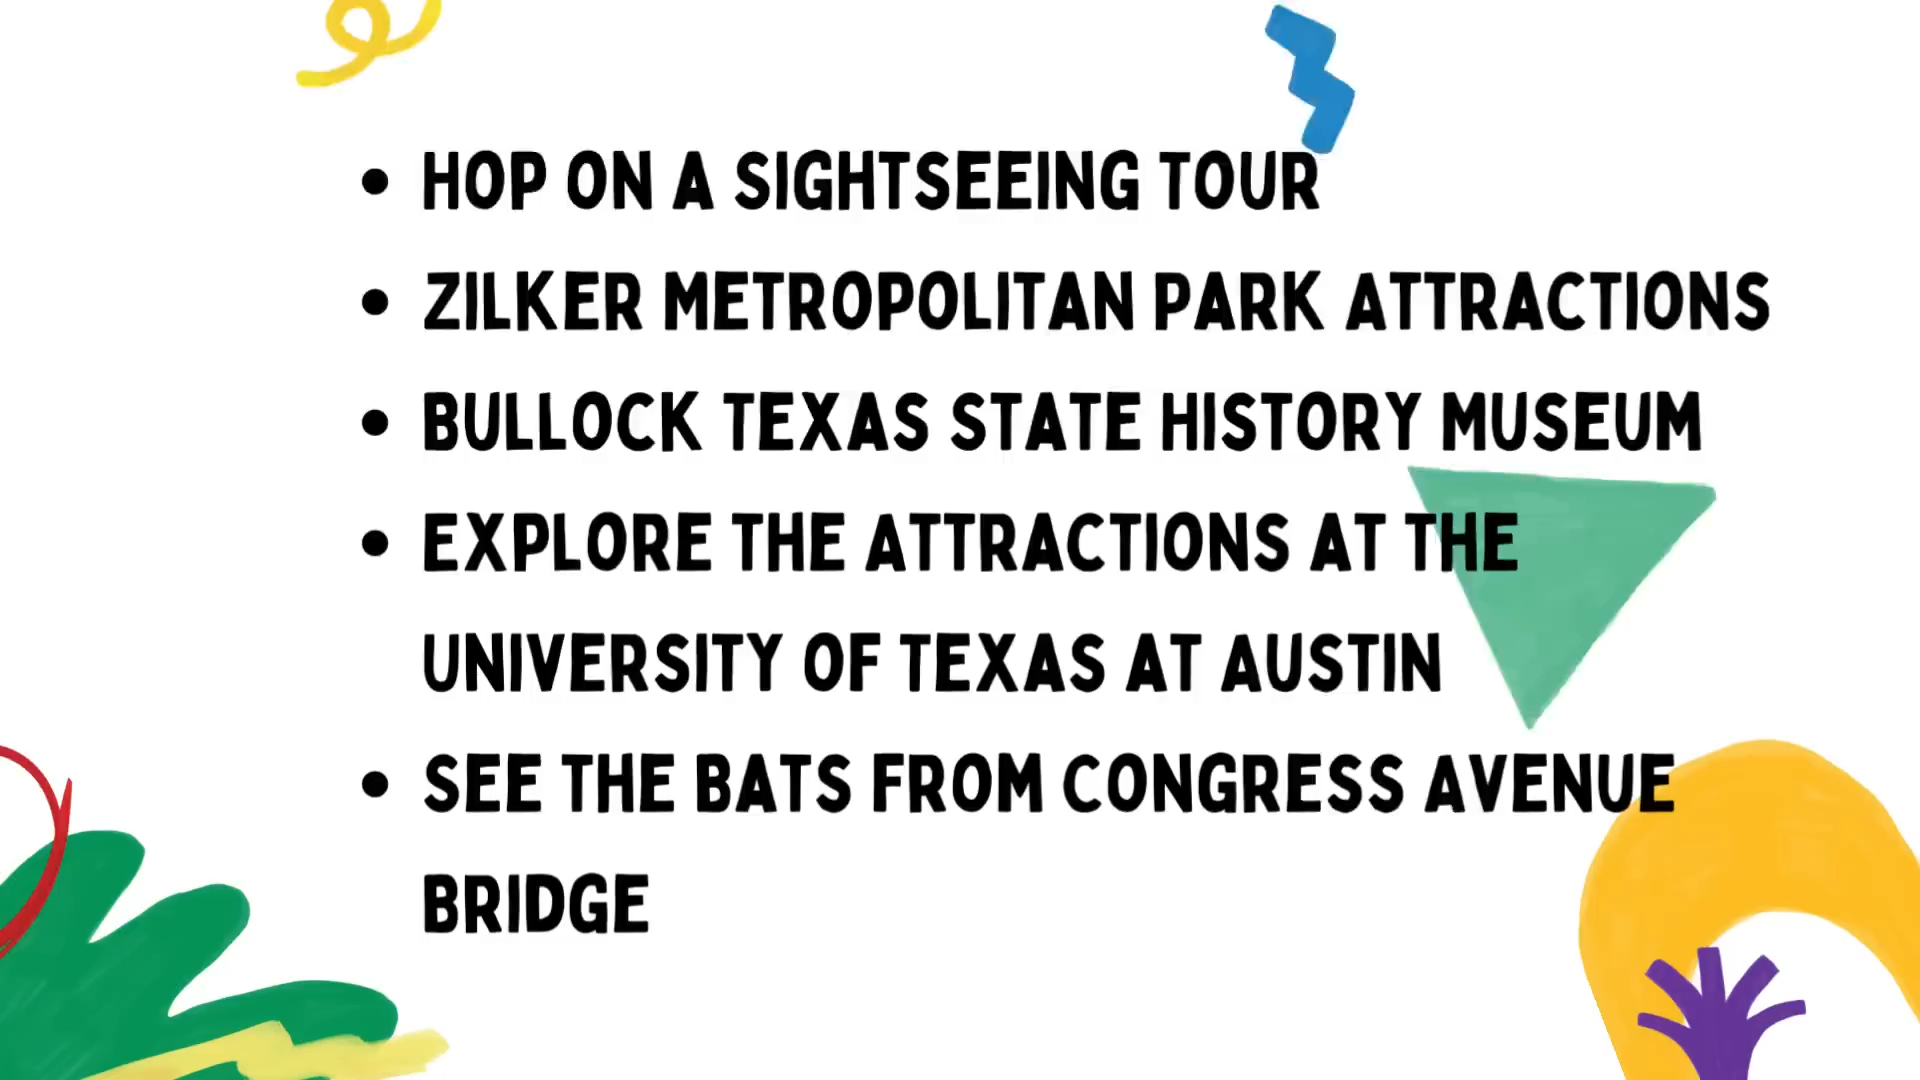 • HOP ON A SIGHTSEEING TOUR
• ZILKER METROPOLITAN PARK ATTRACTIONS
• BULLOCK TEXAS STATE HISTORY MUSEUM
• EXPLORE THE ATTRACTIONS AT THE
UNIVERSITY OF TEXAS AT AUSTIN
• SEE THE BATS FROM CONGRESS AVENUE
BRIDGE